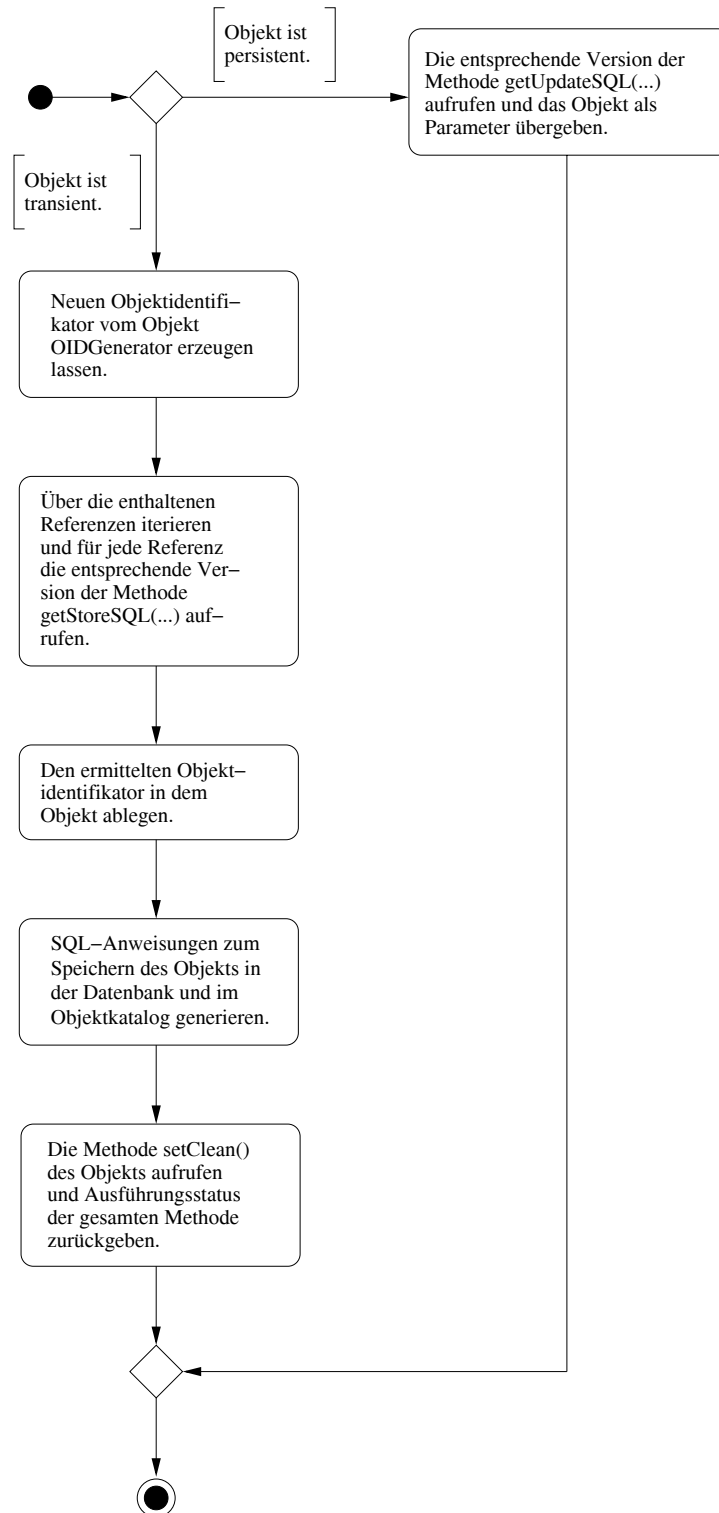 Objekt ist
persistent.
Die entsprechende Version der
Methode getUpdateSQL(...)
aufrufen und das Objekt als
Parameter übergeben.
Objekt ist
transient.
Neuen Objektidentifi−
kator vom Objekt
OIDGenerator erzeugen
lassen.
Über die enthaltenen
Referenzen iterieren
und für jede Referenz
die entsprechende Ver−
sion der Methode
getStoreSQL(...) auf−
rufen.
Den ermittelten Objekt−
identifikator in dem
Objekt ablegen.
SQL−Anweisungen zum
Speichern des Objekts in
der Datenbank und im
Objektkatalog generieren.
Die Methode setClean()
des Objekts aufrufen
und Ausführungsstatus
der gesamten Methode
zurückgeben.